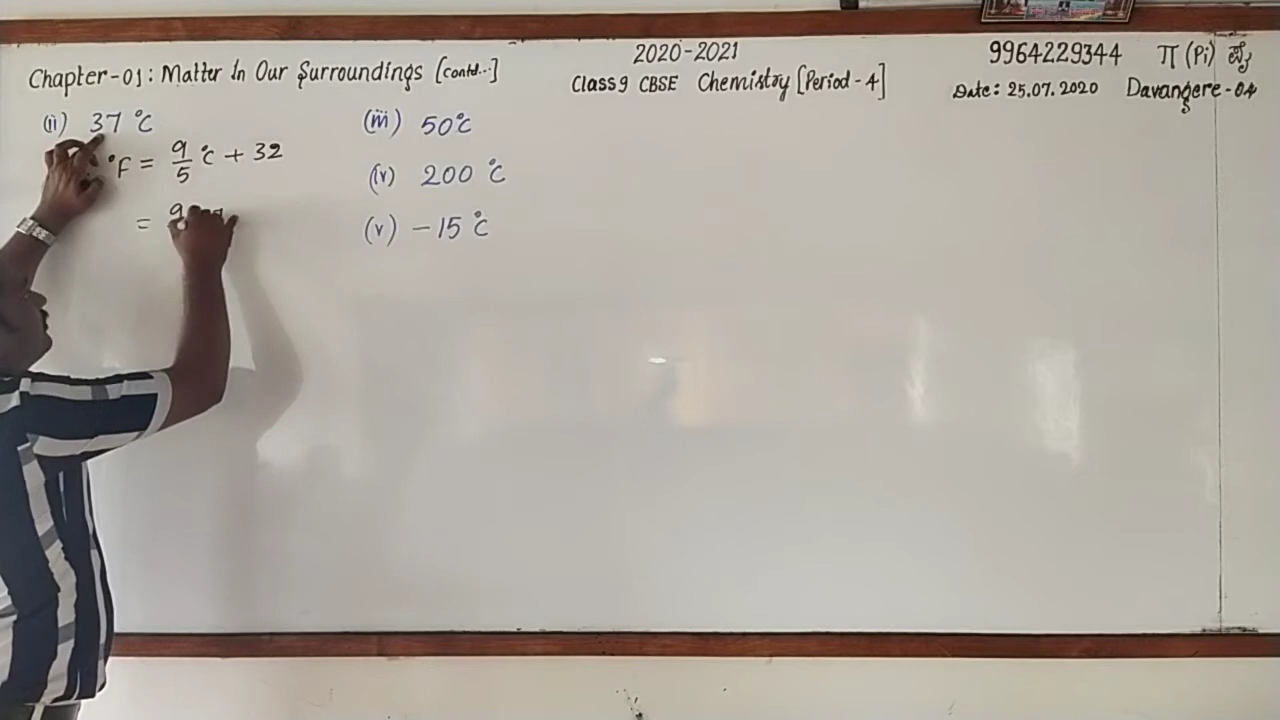 2020-2021
9964229344 π (Pi) ಪೈ
Chapter-01: Matter In Our Surroundings [Contd...]
Class 9 CBSE Chemistry [Period-4]
Date: 25.07.2020 Davangere-04
(ii) 37 °C
°F = 9/5 °C + 32
= 9
(iii) 50°C
(iv) 200 °C
(v) -15 °C